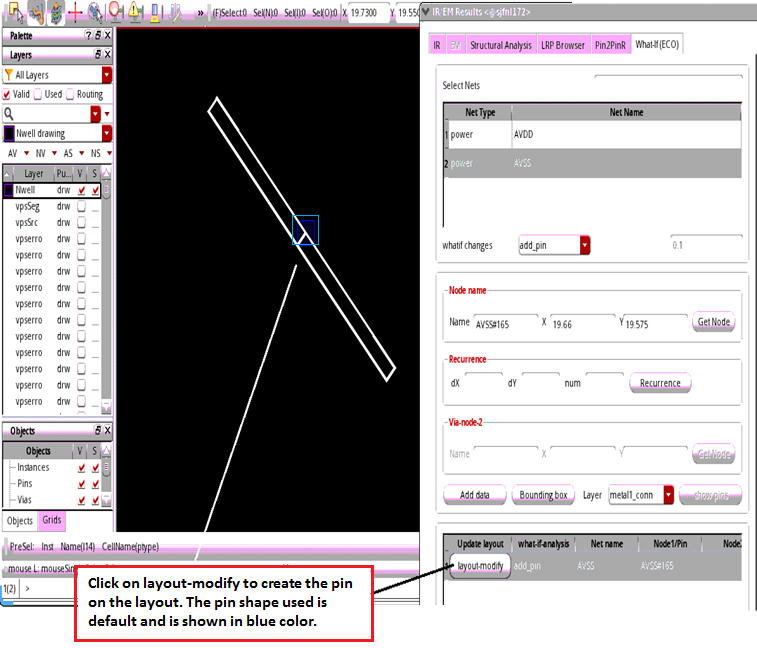 (F)Select:0 Sel(N):0 Sel(I):0 Sel(O):0 X 19.7300 Y 19.550
IR/EM Results <@sjfnl172>
Palette
Layers
All Layers
Valid Used Routing
Nwell drawing
AV NV AS NS
Layer Pu... V S
Nwell drw
vpsSeg drw
vpsSrc drw
vpserro drw
vpserro drw
vpserro drw
vpserro drw
vpserro drw
vpserro drw
vpserro drw
vpserro drw
vpserro drw
vpserro drw
vpserro drw
Objects
Objects V S
Instances
Pins
Vias
Objects Grids
PreSel: Inst Name(I14) CellName(ptype)
mouse L: mouseSin
1(2) >
IR EM Structural Analysis LRP Browser Pin2PinR What-If (ECO)
Select Nets
Net Type Net Name
1 power AVDD
2 power AVSS
whatif changes add_pin 0.1
Node name
Name AVSS#165 X 19.66 Y 19.575 Get Node
Recurrence
dX dY num Recurrence
Via-node-2
Name X Y Get Node
Add data Bounding box Layer metal1_conn show pins
Update layout what-if-analysis Net name Node1/Pin Node2
layout-modify add_pin AVSS AVSS#165
Click on layout-modify to create the pin
on the layout. The pin shape used is
default and is shown in blue color.